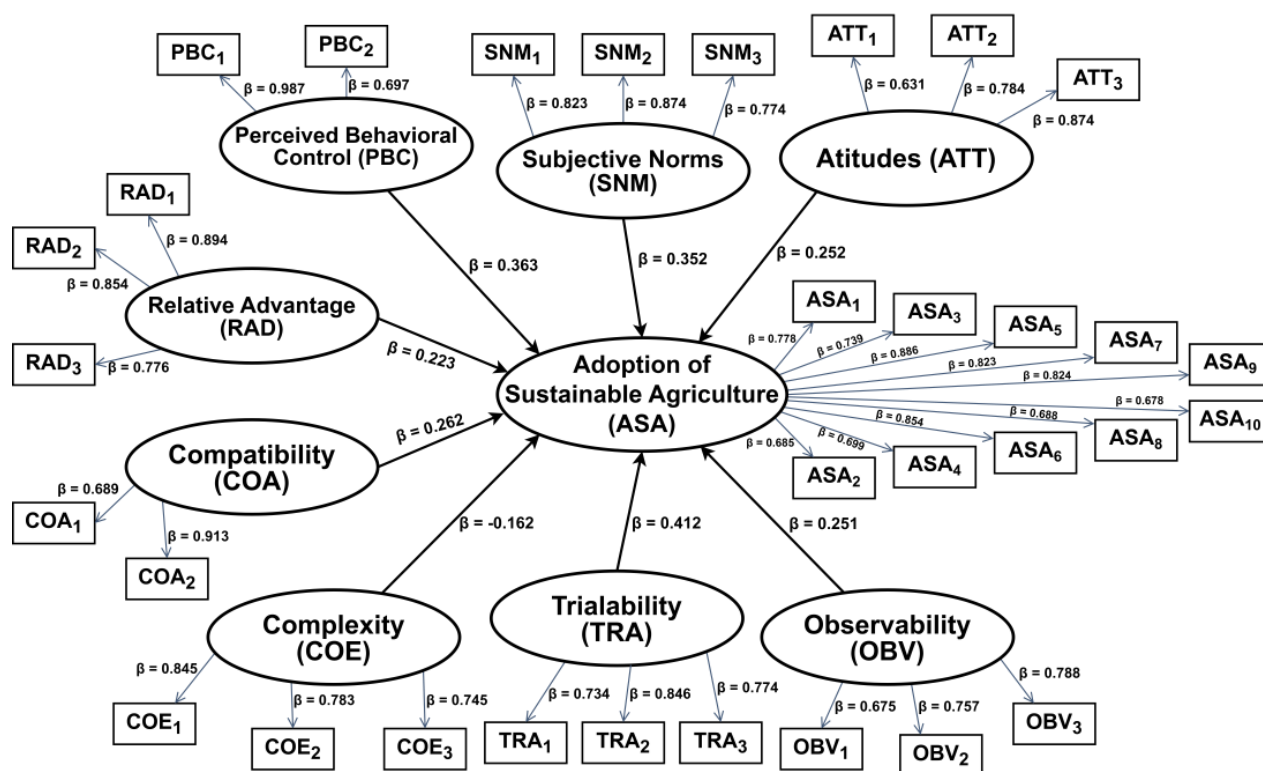 PBC1
PBC2
β = 0.987
β = 0.697
Perceived Behavioral
Control (PBC)
SNM1
SNM2
SNM3
β = 0.823
β = 0.874
β = 0.774
Subjective Norms
(SNM)
ATT1
ATT2
ATT3
β = 0.631
β = 0.784
β = 0.874
Atitudes (ATT)
RAD1
RAD2
RAD3
β = 0.894
β = 0.854
β = 0.776
Relative Advantage
(RAD)
β = 0.363
β = 0.352
β = 0.252
β = 0.223
β = 0.262
Adoption of
Sustainable Agriculture
(ASA)
ASA1
ASA3
ASA5
ASA7
ASA9
β = 0.778
β = 0.739
β = 0.886
β = 0.823
β = 0.824
β = 0.678
β = 0.688
β = 0.854
β = 0.699
β = 0.685
ASA10
ASA8
ASA6
ASA4
ASA2
Compatibility
(COA)
β = 0.689
β = 0.913
COA1
COA2
β = -0.162
β = 0.412
β = 0.251
Complexity
(COE)
β = 0.845
β = 0.783
β = 0.745
COE1
COE2
COE3
Trialability
(TRA)
β = 0.734
β = 0.846
β = 0.774
TRA1
TRA2
TRA3
Observability
(OBV)
β = 0.675
β = 0.757
β = 0.788
OBV1
OBV2
OBV3